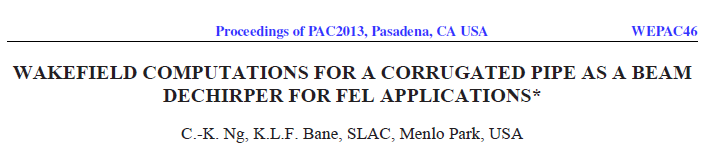 Proceedings of PAC2013, Pasadena, CA USA WEPAC46
WAKEFIELD COMPUTATIONS FOR A CORRUGATED PIPE AS A BEAM
DECHIRPER FOR FEL APPLICATIONS*
C.-K. Ng, K.L.F. Bane, SLAC, Menlo Park, USA